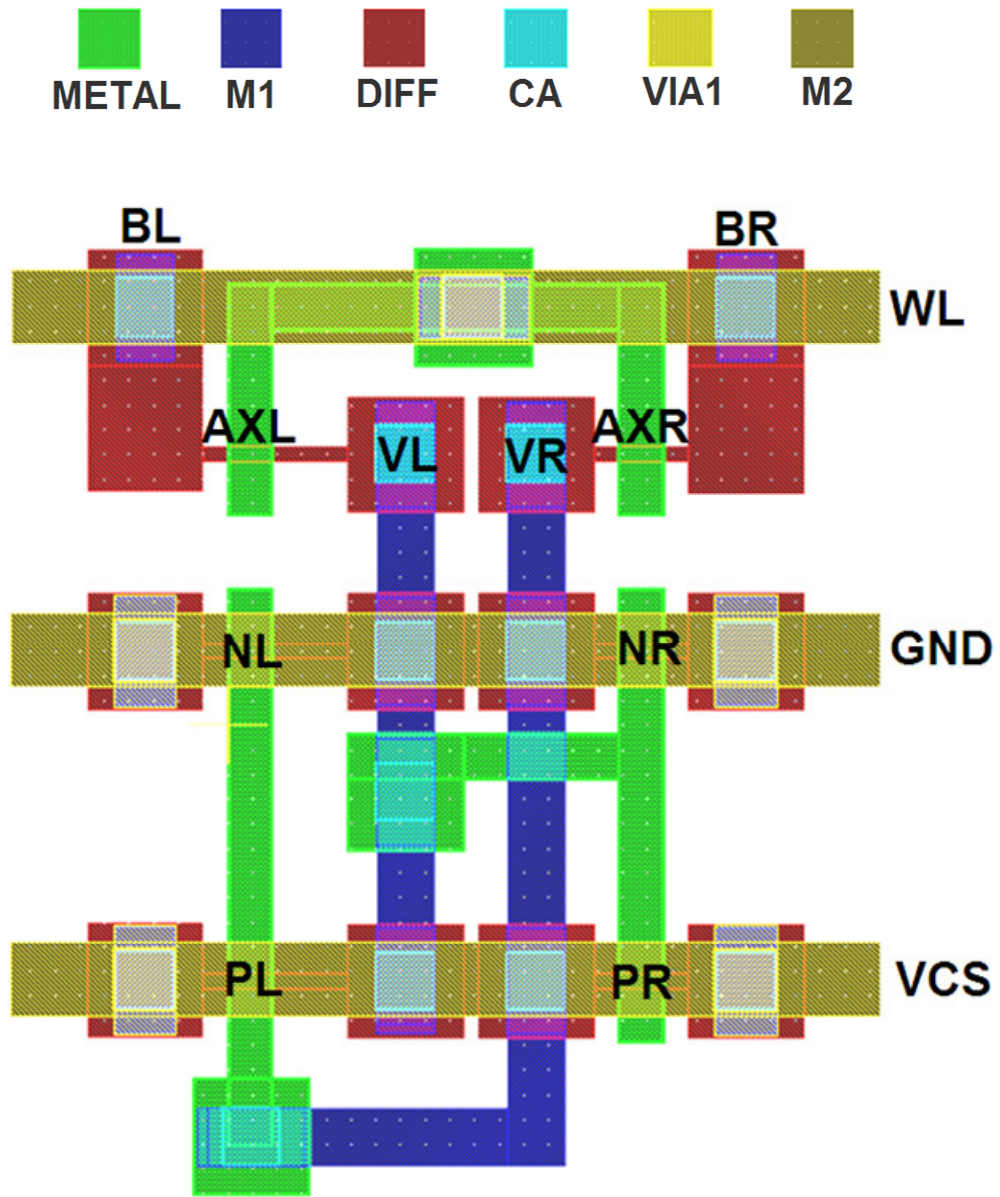 METAL M1 DIFF CA VIA1 M2
BL BR
WL
AXL AXR
VL VR
NL NR GND
PL PR VCS